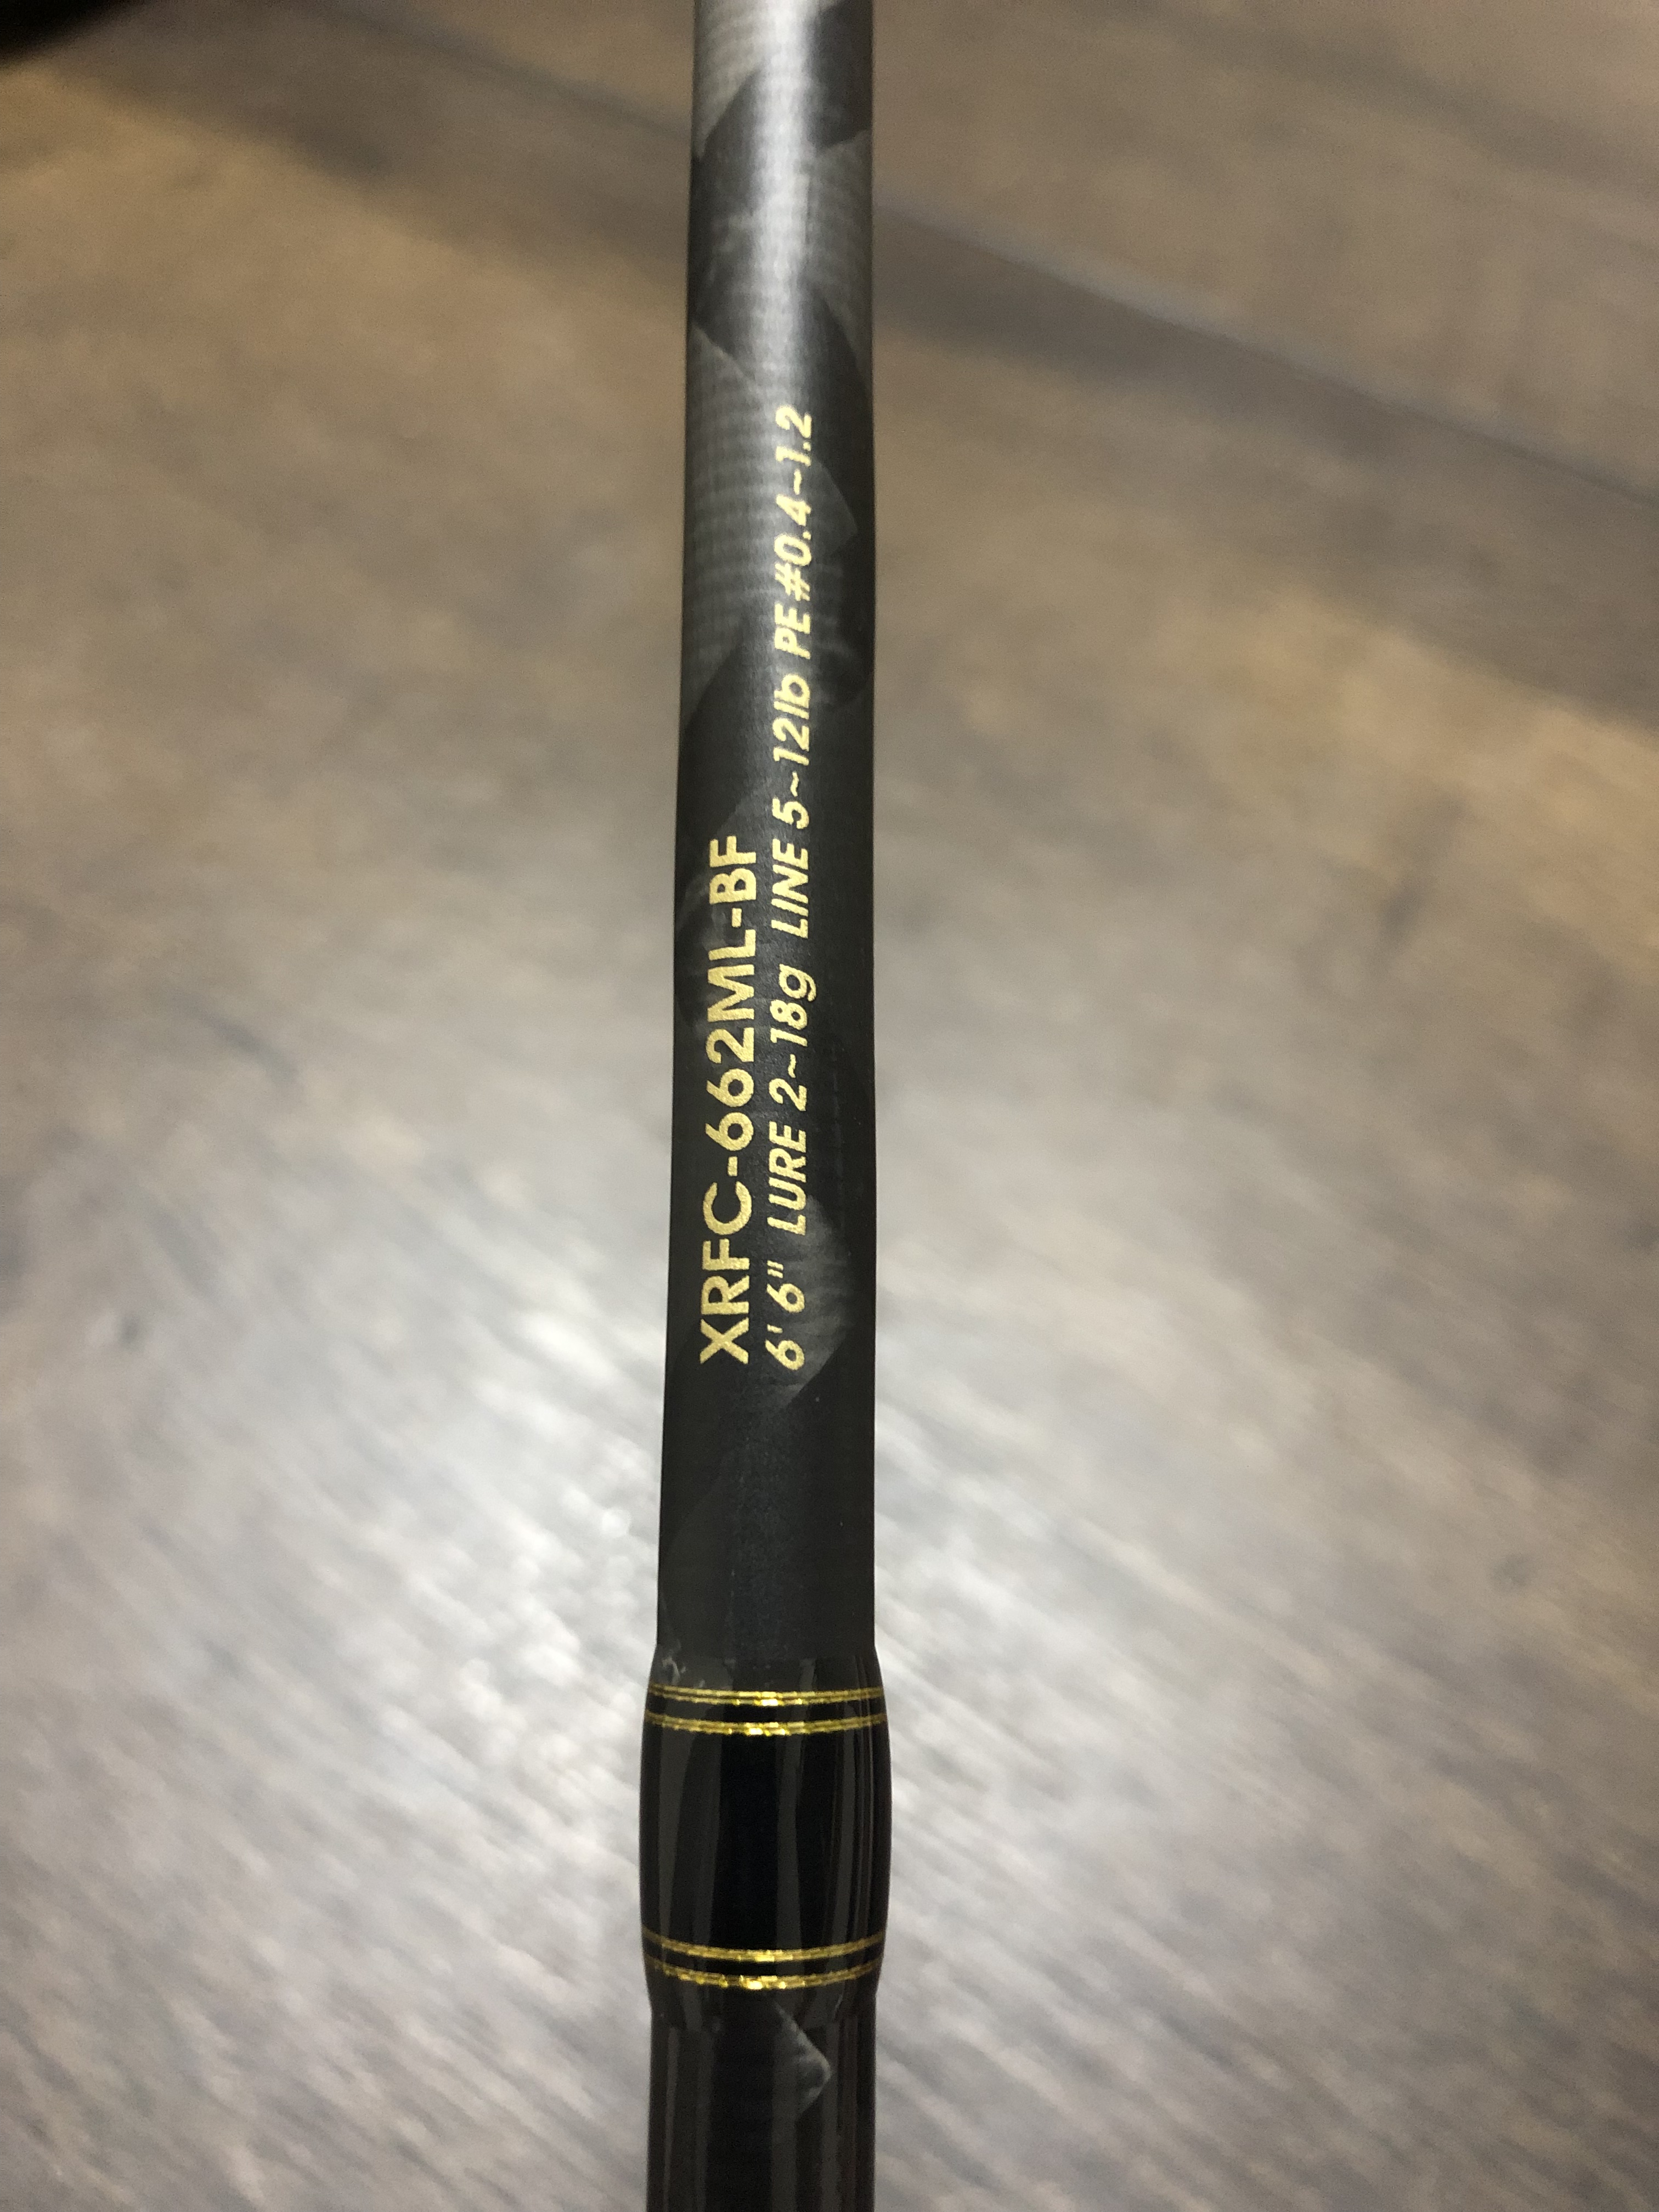 XRFC-662ML-BF
6' 6" LURE 2~18g LINE 5~12lb PE#0.4~1.2